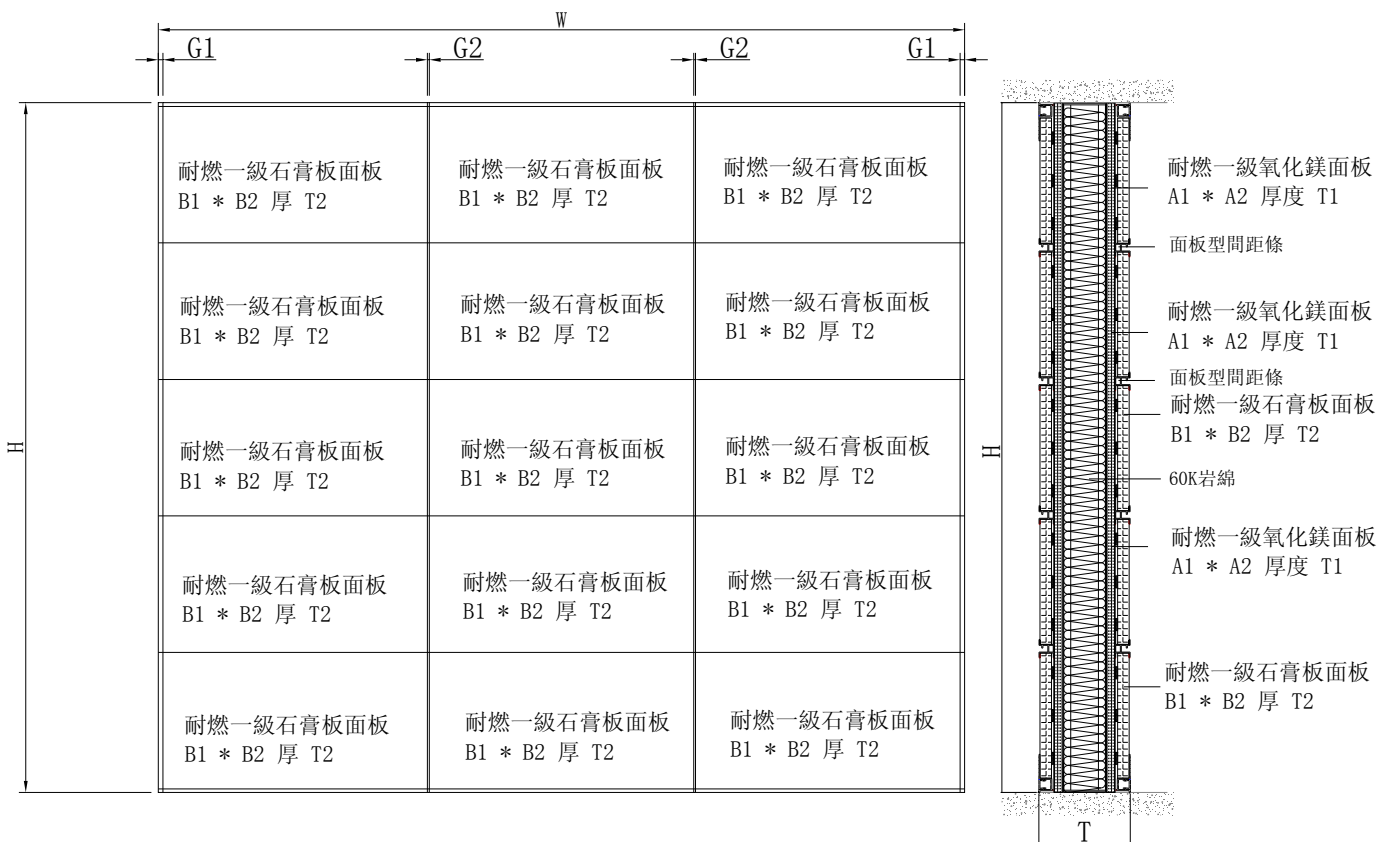 W
G1
G2
G2
G1
H
耐燃一級石膏板面板
B1 * B2 厚 T2
耐燃一級石膏板面板
B1 * B2 厚 T2
耐燃一級石膏板面板
B1 * B2 厚 T2
耐燃一級石膏板面板
B1 * B2 厚 T2
耐燃一級石膏板面板
B1 * B2 厚 T2
耐燃一級石膏板面板
B1 * B2 厚 T2
耐燃一級石膏板面板
B1 * B2 厚 T2
耐燃一級石膏板面板
B1 * B2 厚 T2
耐燃一級石膏板面板
B1 * B2 厚 T2
耐燃一級石膏板面板
B1 * B2 厚 T2
耐燃一級石膏板面板
B1 * B2 厚 T2
耐燃一級石膏板面板
B1 * B2 厚 T2
耐燃一級石膏板面板
B1 * B2 厚 T2
耐燃一級石膏板面板
B1 * B2 厚 T2
耐燃一級石膏板面板
B1 * B2 厚 T2
H
耐燃一級氧化鎂面板
A1 * A2 厚度 T1
面板型間距條
耐燃一級氧化鎂面板
A1 * A2 厚度 T1
面板型間距條
耐燃一級石膏板面板
B1 * B2 厚 T2
60K岩綿
耐燃一級氧化鎂面板
A1 * A2 厚度 T1
耐燃一級石膏板面板
B1 * B2 厚 T2
T